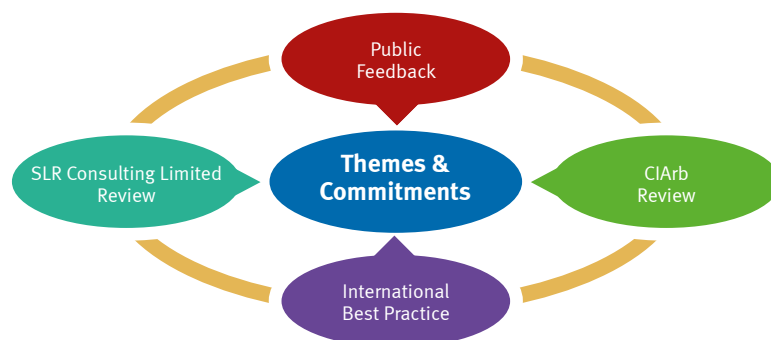 Public
Feedback
SLR Consulting Limited
Review
Themes &
Commitments
CIArb
Review
International
Best Practice